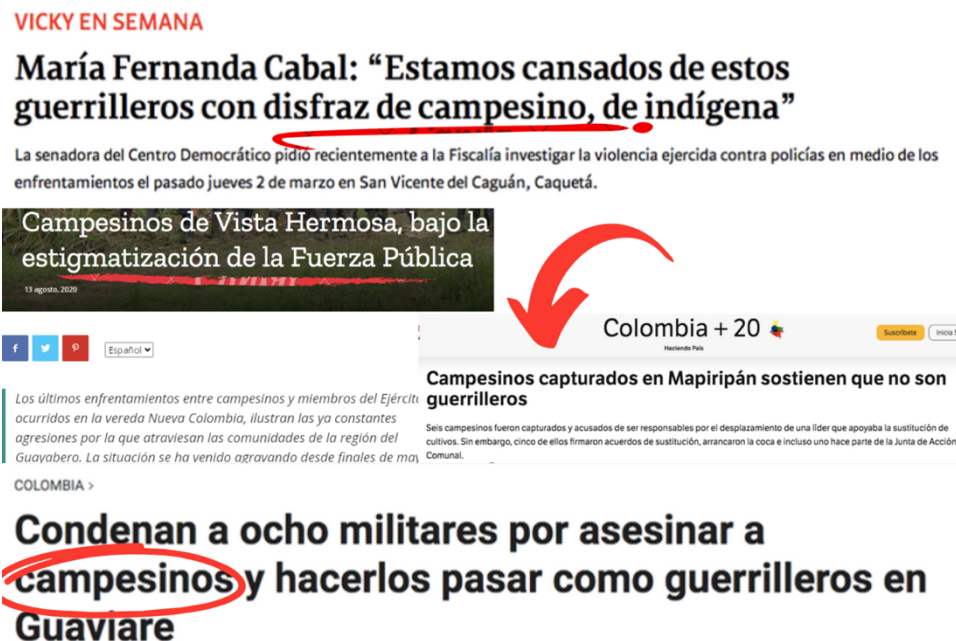 VICKY EN SEMANA
María Fernanda Cabal: “Estamos cansados de estos
guerrilleros con disfraz de campesino, de indígena”
La senadora del Centro Democrático pidió recientemente a la Fiscalía investigar la violencia ejercida contra policías en medio de los
enfrentamientos el pasado jueves 2 de marzo en San Vicente del Caguán, Caquetá.
Campesinos de Vista Hermosa, bajo la
estigmatización de la Fuerza Pública
13 agosto, 2020
Español
Los últimos enfrentamientos entre campesinos y miembros del Ejércit
ocurridos en la vereda Nueva Colombia, ilustran las ya constantes
agresiones por la que atraviesan las comunidades de la región del
Guayabero. La situación se ha venido agravando desde finales de may
Colombia + 20
Haciendo País
Suscríbete
Inicia S
Campesinos capturados en Mapiripán sostienen que no son
guerrilleros
Seis campesinos fueron capturados y acusados de ser responsables por el desplazamiento de una líder que apoyaba la sustitución de
cultivos. Sin embargo, cinco de ellos firmaron acuerdos de sustitución, arrancaron la coca e incluso uno hace parte de la Junta de Acción
Comunal.
COLOMBIA >
Condenan a ocho militares por asesinar a
campesinos y hacerlos pasar como guerrilleros en
Guaviare